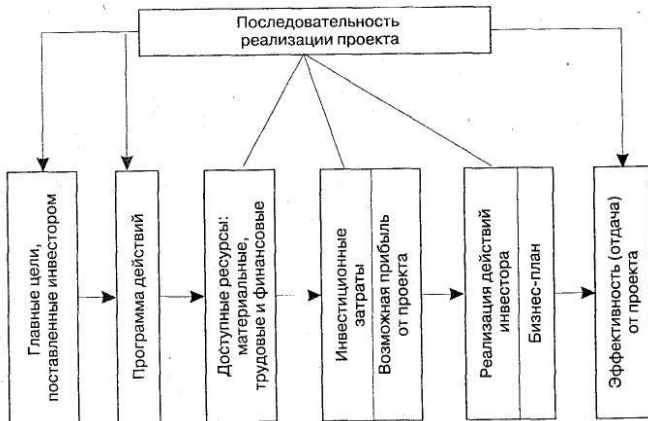 Последовательность
реализации проекта
Главные цели,
поставленные инвестором
Программа действий
Доступные ресурсы:
материальные,
трудовые и финансовые
Инвестиционные
затраты
Возможная прибыль
от проекта
Реализация действий
инвестора
Бизнес-план
Эффективность (отдача)
от проекта